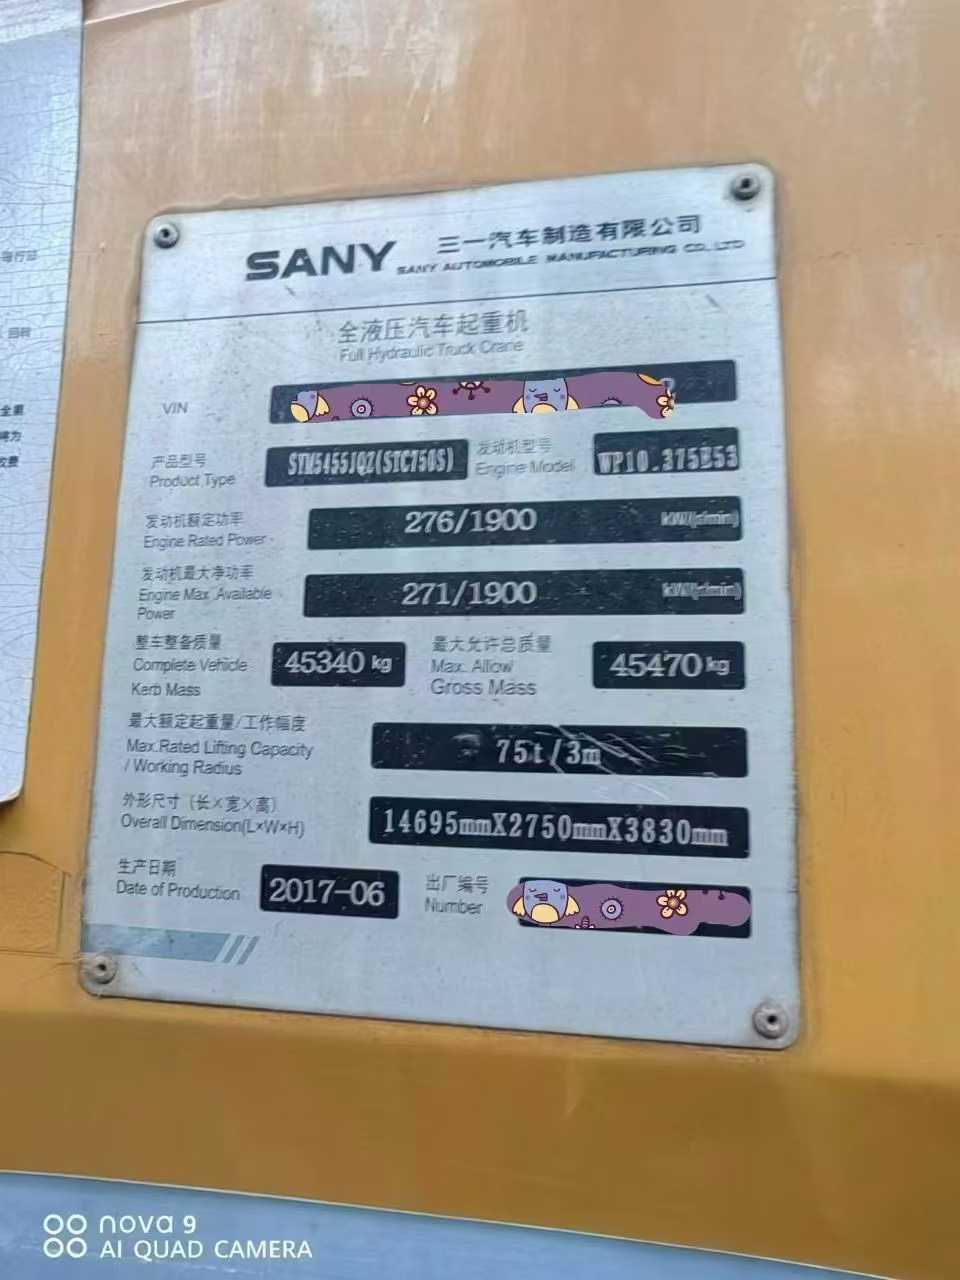 SANY
三一汽车制造有限公司
SANY AUTOMOBILE MANUFACTURING CO., LTD
全液压汽车起重机
Full Hydraulic Truck Crane
VIN
产品型号
Product Type
SYM5455JQZ(STC750S)
发动机型号
Engine Model
WP10.375E53
发动机额定功率
Engine Rated Power
276/1900 kW/(r/min)
发动机最大净功率
Engine Max. Available
Power
271/1900 kW/(r/min)
整车整备质量
Complete Vehicle
Kerb Mass
45340 kg
最大允许总质量
Max. Allow
Gross Mass
45470 kg
最大额定起重量/工作幅度
Max.Rated Lifting Capacity
/ Working Radius
75t/3m
外形尺寸（长×宽×高）
Overall Dimension(L×W×H)
14695mmX2750mmX3830mm
生产日期
Date of Production
2017-06
出厂编号
Number
nova 9
AI QUAD CAMERA